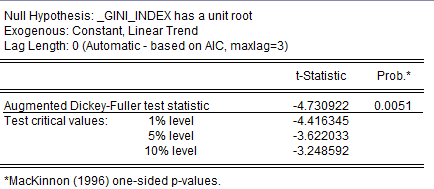 Null Hypothesis: _GINI_INDEX has a unit root
Exogenous: Constant, Linear Trend
Lag Length: 0 (Automatic - based on AIC, maxlag=3)
t-Statistic Prob.*
Augmented Dickey-Fuller test statistic -4.730922 0.0051
Test critical values: 1% level -4.416345
5% level -3.622033
10% level -3.248592
*MacKinnon (1996) one-sided p-values.